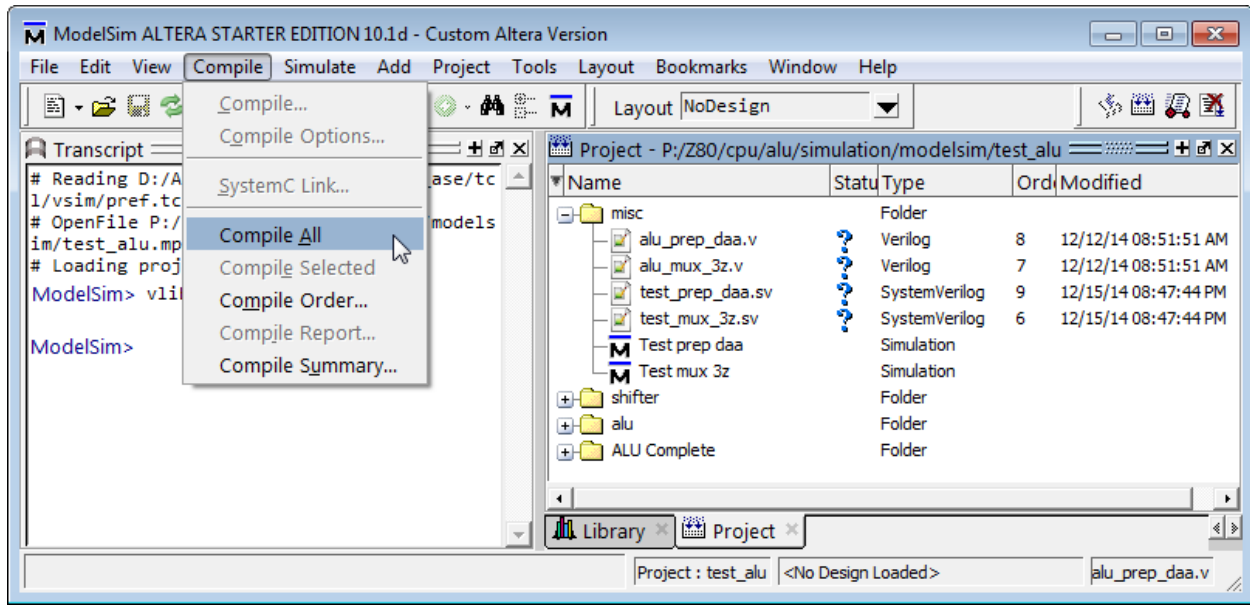 ModelSim ALTERA STARTER EDITION 10.1d - Custom Altera Version
File Edit View Compile Simulate Add Project Tools Layout Bookmarks Window Help
Layout NoDesign
Compile...
Compile Options...
SystemC Link...
Compile All
Compile Selected
Compile Order...
Compile Report...
Compile Summary...
Transcript
# Reading D:/A ase/tc
l/vsim/pref.tc
# OpenFile P:/ models
im/test_alu.mp
# Loading proj
ModelSim> vli
ModelSim>
Project - P:/Z80/cpu/alu/simulation/modelsim/test_alu
Name Statu Type Orde Modified
misc Folder
alu_prep_daa.v ? Verilog 8 12/12/14 08:51:51 AM
alu_mux_3z.v ? Verilog 7 12/12/14 08:51:51 AM
test_prep_daa.sv ? SystemVerilog 9 12/15/14 08:47:44 PM
test_mux_3z.sv ? SystemVerilog 6 12/15/14 08:47:44 PM
M Test prep daa Simulation
M Test mux 3z Simulation
shifter Folder
alu Folder
ALU Complete Folder
Library Project
Project : test_alu <No Design Loaded> alu_prep_daa.v